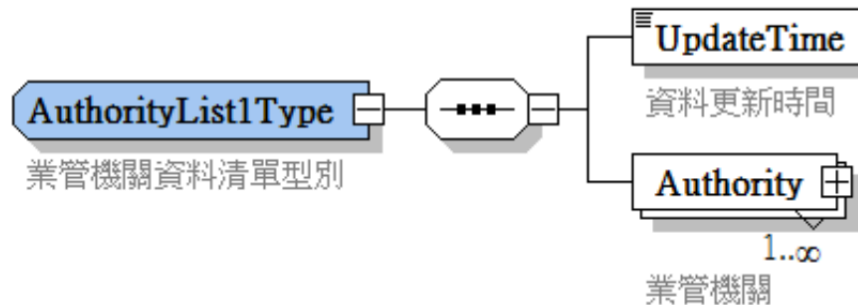 UpdateTime
AuthorityList1Type
資料更新時間
業管機關資料清單型別
Authority
1..∞
業管機關